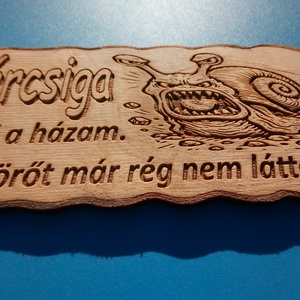 rcsiga
a házam.
örőt már rég nem látt